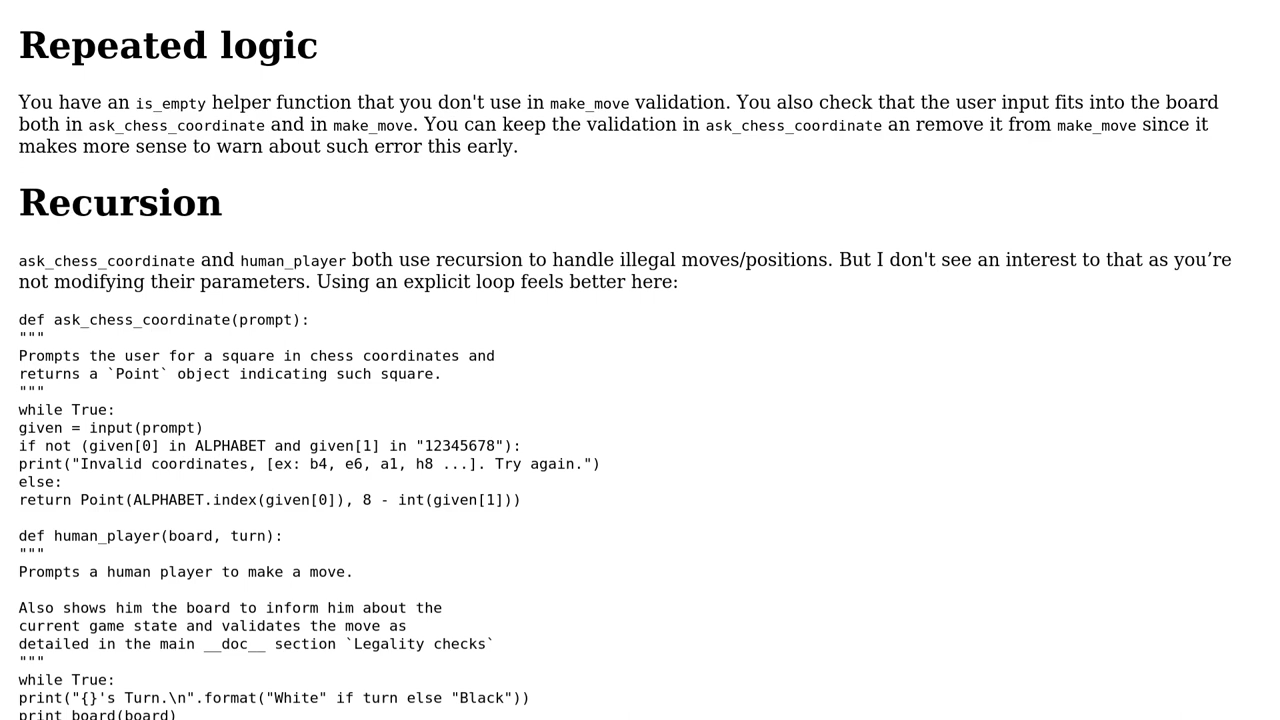 Repeated logic
You have an is_empty helper function that you don't use in make_move validation. You also check that the user input fits into the board
both in ask_chess_coordinate and in make_move. You can keep the validation in ask_chess_coordinate an remove it from make_move since it
makes more sense to warn about such error this early.
Recursion
ask_chess_coordinate and human_player both use recursion to handle illegal moves/positions. But I don't see an interest to that as you’re
not modifying their parameters. Using an explicit loop feels better here:
def ask_chess_coordinate(prompt):
"""
Prompts the user for a square in chess coordinates and
returns a `Point` object indicating such square.
"""
while True:
given = input(prompt)
if not (given[0] in ALPHABET and given[1] in "12345678"):
print("Invalid coordinates, [ex: b4, e6, a1, h8 ...]. Try again.")
else:
return Point(ALPHABET.index(given[0]), 8 - int(given[1]))
def human_player(board, turn):
"""
Prompts a human player to make a move.
Also shows him the board to inform him about the
current game state and validates the move as
detailed in the main __doc__ section `Legality checks`
"""
while True:
print("{}'s Turn.\n".format("White" if turn else "Black"))
print_board(board)